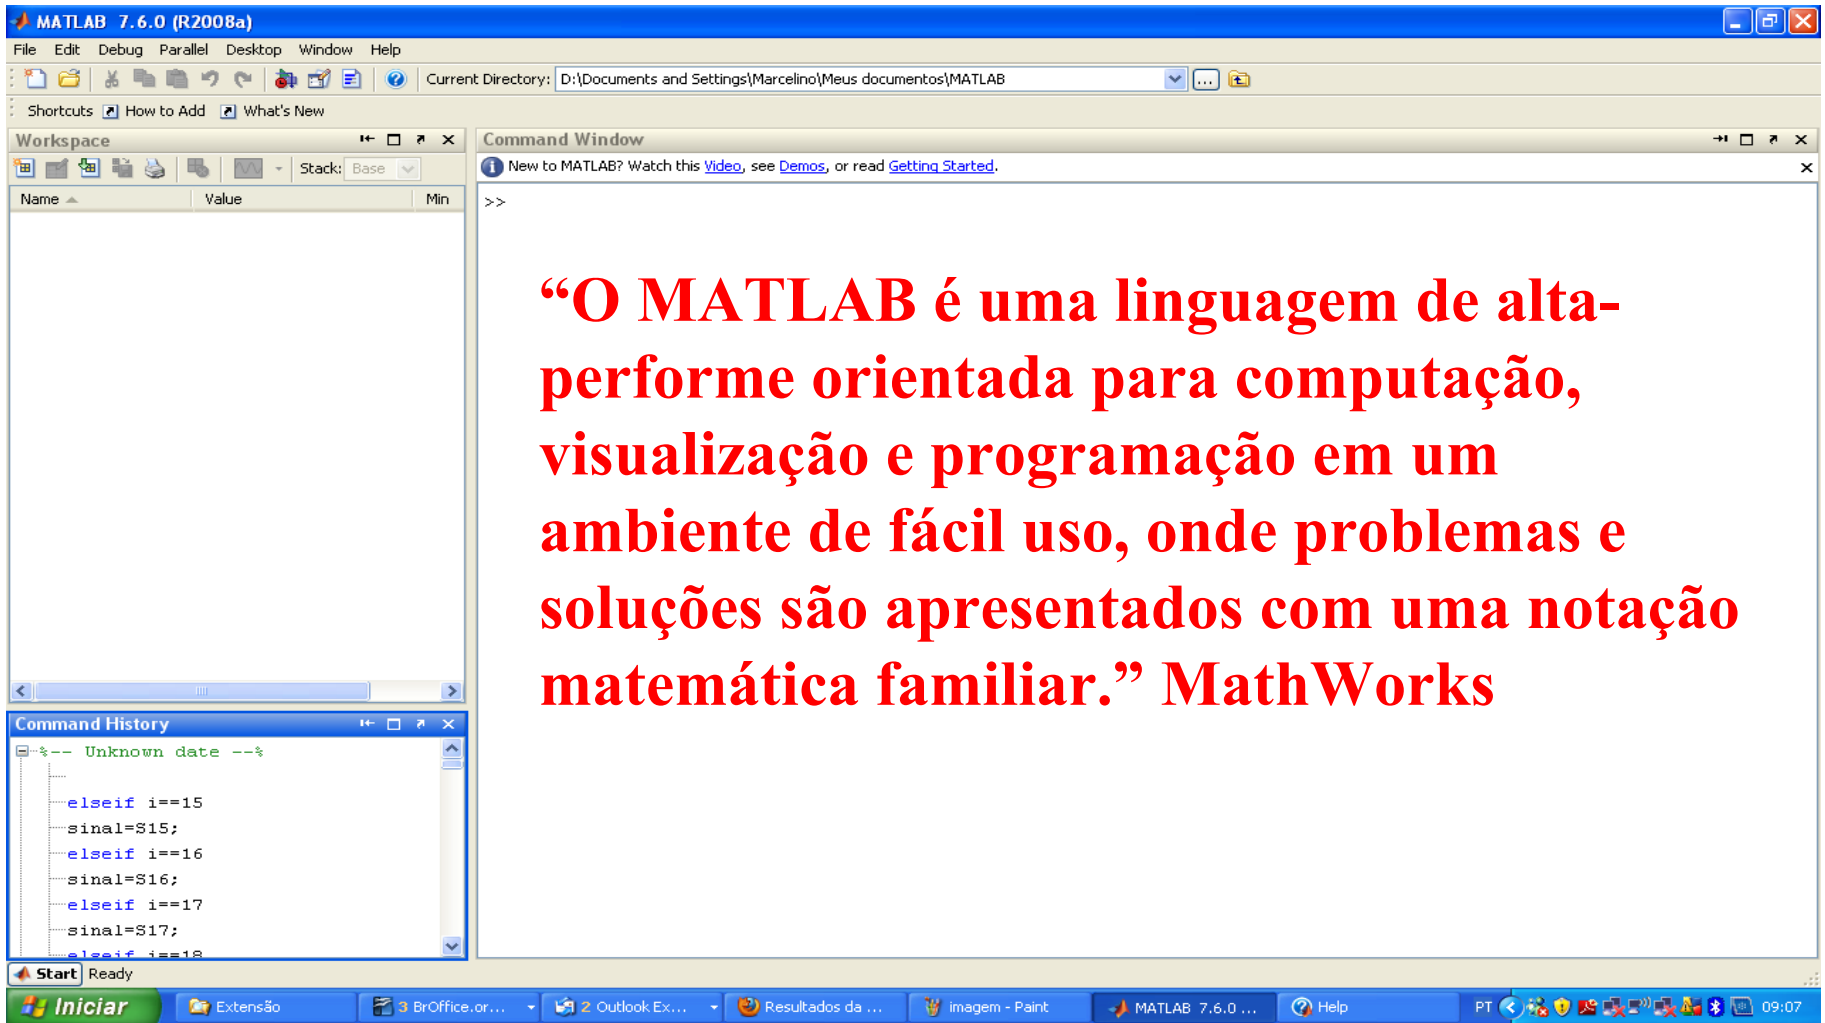 MATLAB 7.6.0 (R2008a)
File Edit Debug Parallel Desktop Window Help
Current Directory: D:\Documents and Settings\Marcelino\Meus documentos\MATLAB
Shortcuts How to Add What's New
Workspace
Stack: Base
Name Value Min
Command Window
New to MATLAB? Watch this Video, see Demos, or read Getting Started.
>>
“O MATLAB é uma linguagem de alta-
performe orientada para computação,
visualização e programação em um
ambiente de fácil uso, onde problemas e
soluções são apresentados com uma notação
matemática familiar.” MathWorks
Command History
%-- Unknown date --%
elseif i==15
sinal=S15;
elseif i==16
sinal=S16;
elseif i==17
sinal=S17;
elseif i==18
Start Ready
Iniciar Extensão 3 BrOffice.or... 2 Outlook Ex... Resultados da ... imagem - Paint MATLAB 7.6.0 ... Help PT 09:07